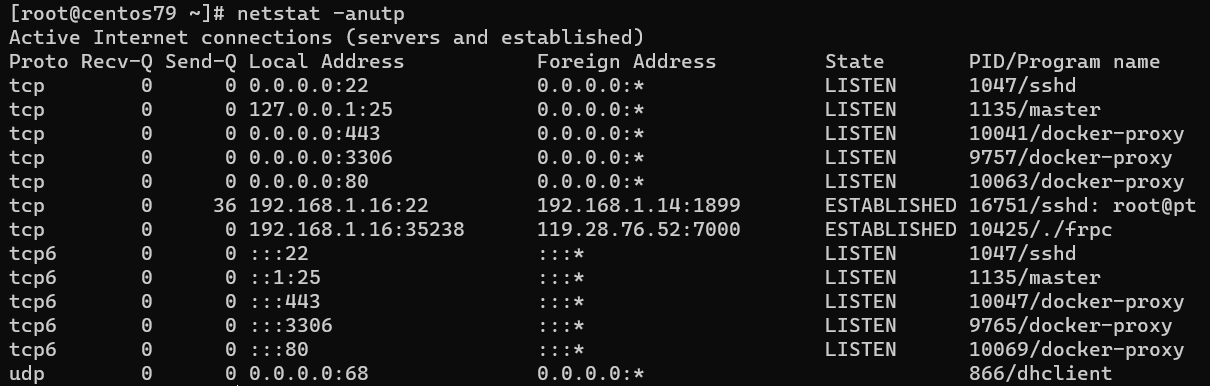 [root@centos79 ~]# netstat -anutp
Active Internet connections (servers and established)
Proto Recv-Q Send-Q Local Address           Foreign Address         State       PID/Program name
tcp        0      0 0.0.0.0:22              0.0.0.0:*               LISTEN      1047/sshd
tcp        0      0 127.0.0.1:25            0.0.0.0:*               LISTEN      1135/master
tcp        0      0 0.0.0.0:443             0.0.0.0:*               LISTEN      10041/docker-proxy
tcp        0      0 0.0.0.0:3306            0.0.0.0:*               LISTEN      9757/docker-proxy
tcp        0      0 0.0.0.0:80              0.0.0.0:*               LISTEN      10063/docker-proxy
tcp        0     36 192.168.1.16:22         192.168.1.14:1899       ESTABLISHED 16751/sshd: root@pt
tcp        0      0 192.168.1.16:35238      119.28.76.52:7000       ESTABLISHED 10425/./frpc
tcp6       0      0 :::22                   :::*                    LISTEN      1047/sshd
tcp6       0      0 ::1:25                  :::*                    LISTEN      1135/master
tcp6       0      0 :::443                  :::*                    LISTEN      10047/docker-proxy
tcp6       0      0 :::3306                 :::*                    LISTEN      9765/docker-proxy
tcp6       0      0 :::80                   :::*                    LISTEN      10069/docker-proxy
udp        0      0 0.0.0.0:68              0.0.0.0:*                           866/dhclient